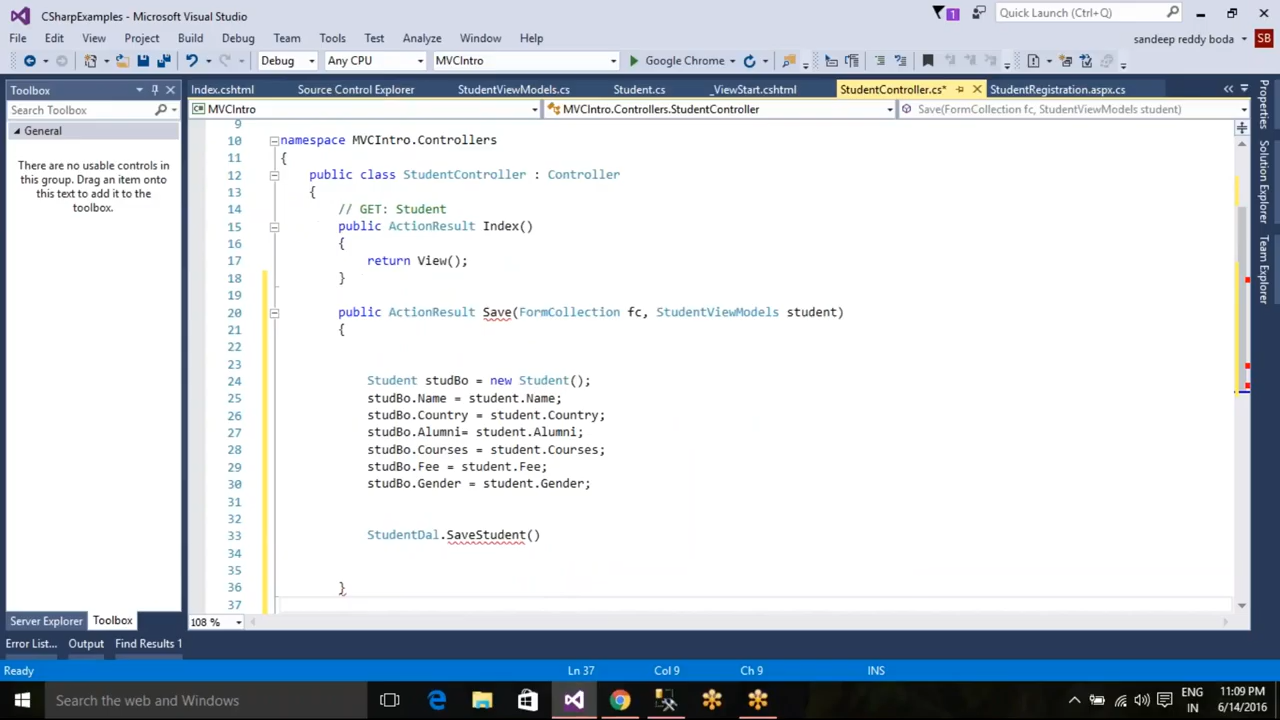 CSharpExamples - Microsoft Visual Studio
1
Quick Launch (Ctrl+Q)
File Edit View Project Build Debug Team Tools Test Analyze Window Help
sandeep reddy boda SB
Debug Any CPU MVCIntro Google Chrome
Toolbox
Index.cshtml Source Control Explorer StudentViewModels.cs Student.cs _ViewStart.cshtml StudentController.cs* StudentRegistration.aspx.cs
Search Toolbox
MVCIntro MVCIntro.Controllers.StudentController Save(FormCollection fc, StudentViewModels student)
General
There are no usable controls in
this group. Drag an item onto
this text to add it to the
toolbox.
9
10 namespace MVCIntro.Controllers
11 {
12 public class StudentController : Controller
13 {
14 // GET: Student
15 public ActionResult Index()
16 {
17 return View();
18 }
19
20 public ActionResult Save(FormCollection fc, StudentViewModels student)
21 {
22
23
24 Student studBo = new Student();
25 studBo.Name = student.Name;
26 studBo.Country = student.Country;
27 studBo.Alumni= student.Alumni;
28 studBo.Courses = student.Courses;
29 studBo.Fee = student.Fee;
30 studBo.Gender = student.Gender;
31
32
33 StudentDal.SaveStudent()
34
35
36 }
37
Properties
Solution Explorer
Team Explorer
108 %
Server Explorer Toolbox
Error List... Output Find Results 1
Ready Ln 37 Col 9 Ch 9 INS
Search the web and Windows
ENG
IN
11:09 PM
6/14/2016